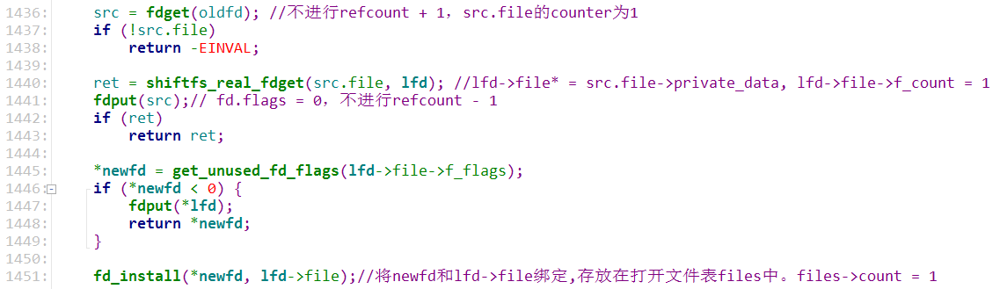 1436:     src = fdget(oldfd); //不进行refcount + 1，src.file的counter为1
1437:     if (!src.file)
1438:         return -EINVAL;
1439:
1440:     ret = shiftfs_real_fdget(src.file, lfd); //lfd->file* = src.file->private_data, lfd->file->f_count = 1
1441:     fdput(src);// fd.flags = 0，不进行refcount - 1
1442:     if (ret)
1443:         return ret;
1444:
1445:     *newfd = get_unused_fd_flags(lfd->file->f_flags);
1446:     if (*newfd < 0) {
1447:         fdput(*lfd);
1448:         return *newfd;
1449:     }
1450:
1451:     fd_install(*newfd, lfd->file);//将newfd和lfd->file绑定,存放在打开文件表files中。files->count = 1